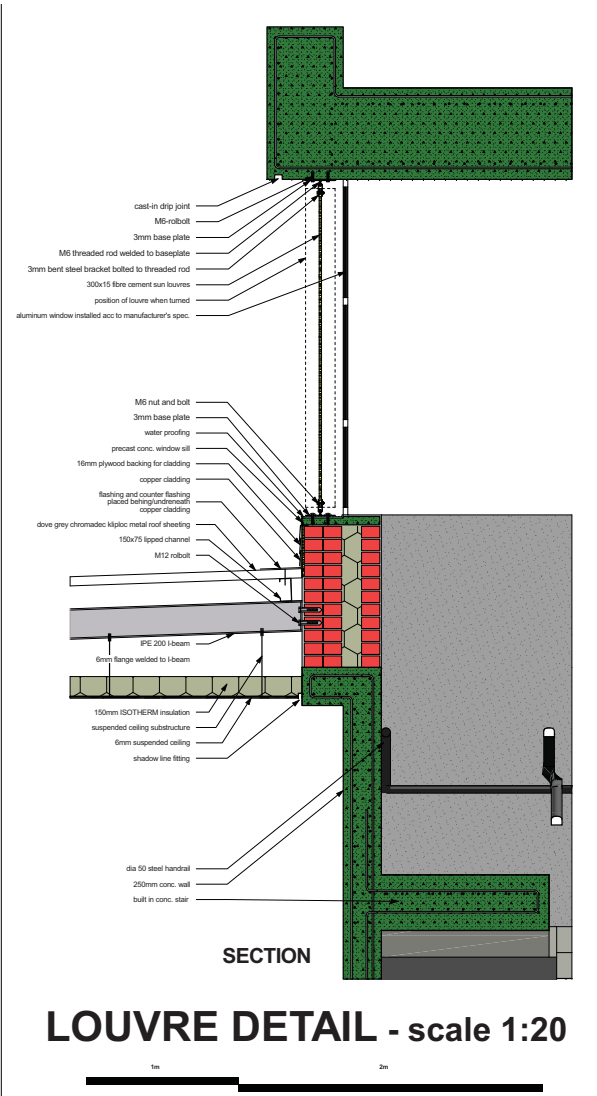 cast-in drip joint
M6-rolbolt
3mm base plate
M6 threaded rod welded to baseplate
3mm bent steel bracket bolted to threaded rod
300x15 fibre cement sun louvres
position of louvre when turned
aluminum window installed acc to manufacturer's spec.
M6 nut and bolt
3mm base plate
water proofing
precast conc. window sill
16mm plywood backing for cladding
copper cladding
flashing and counter flashing
placed behing/undreneath
copper cladding
dove grey chromadec kliploc metal roof sheeting
150x75 lipped channel
M12 rolbolt
IPE 200 I-beam
6mm flange welded to I-beam
150mm ISOTHERM insulation
suspended ceiling substructure
6mm suspended ceiling
shadow line fitting
dia 50 steel handrail
250mm conc. wall
built in conc. stair
SECTION
LOUVRE DETAIL - scale 1:20
1m 2m